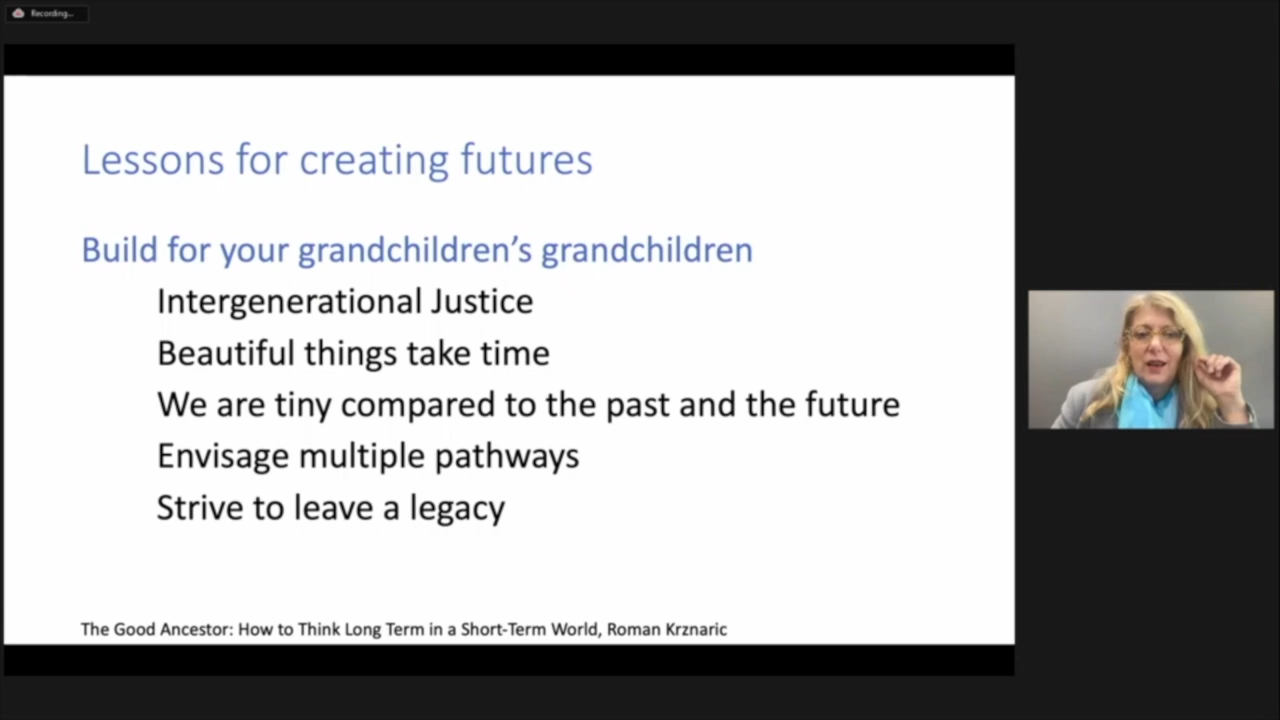 Recording...
Lessons for creating futures
Build for your grandchildren’s grandchildren
Intergenerational Justice
Beautiful things take time
We are tiny compared to the past and the future
Envisage multiple pathways
Strive to leave a legacy
The Good Ancestor: How to Think Long Term in a Short-Term World, Roman Krznaric